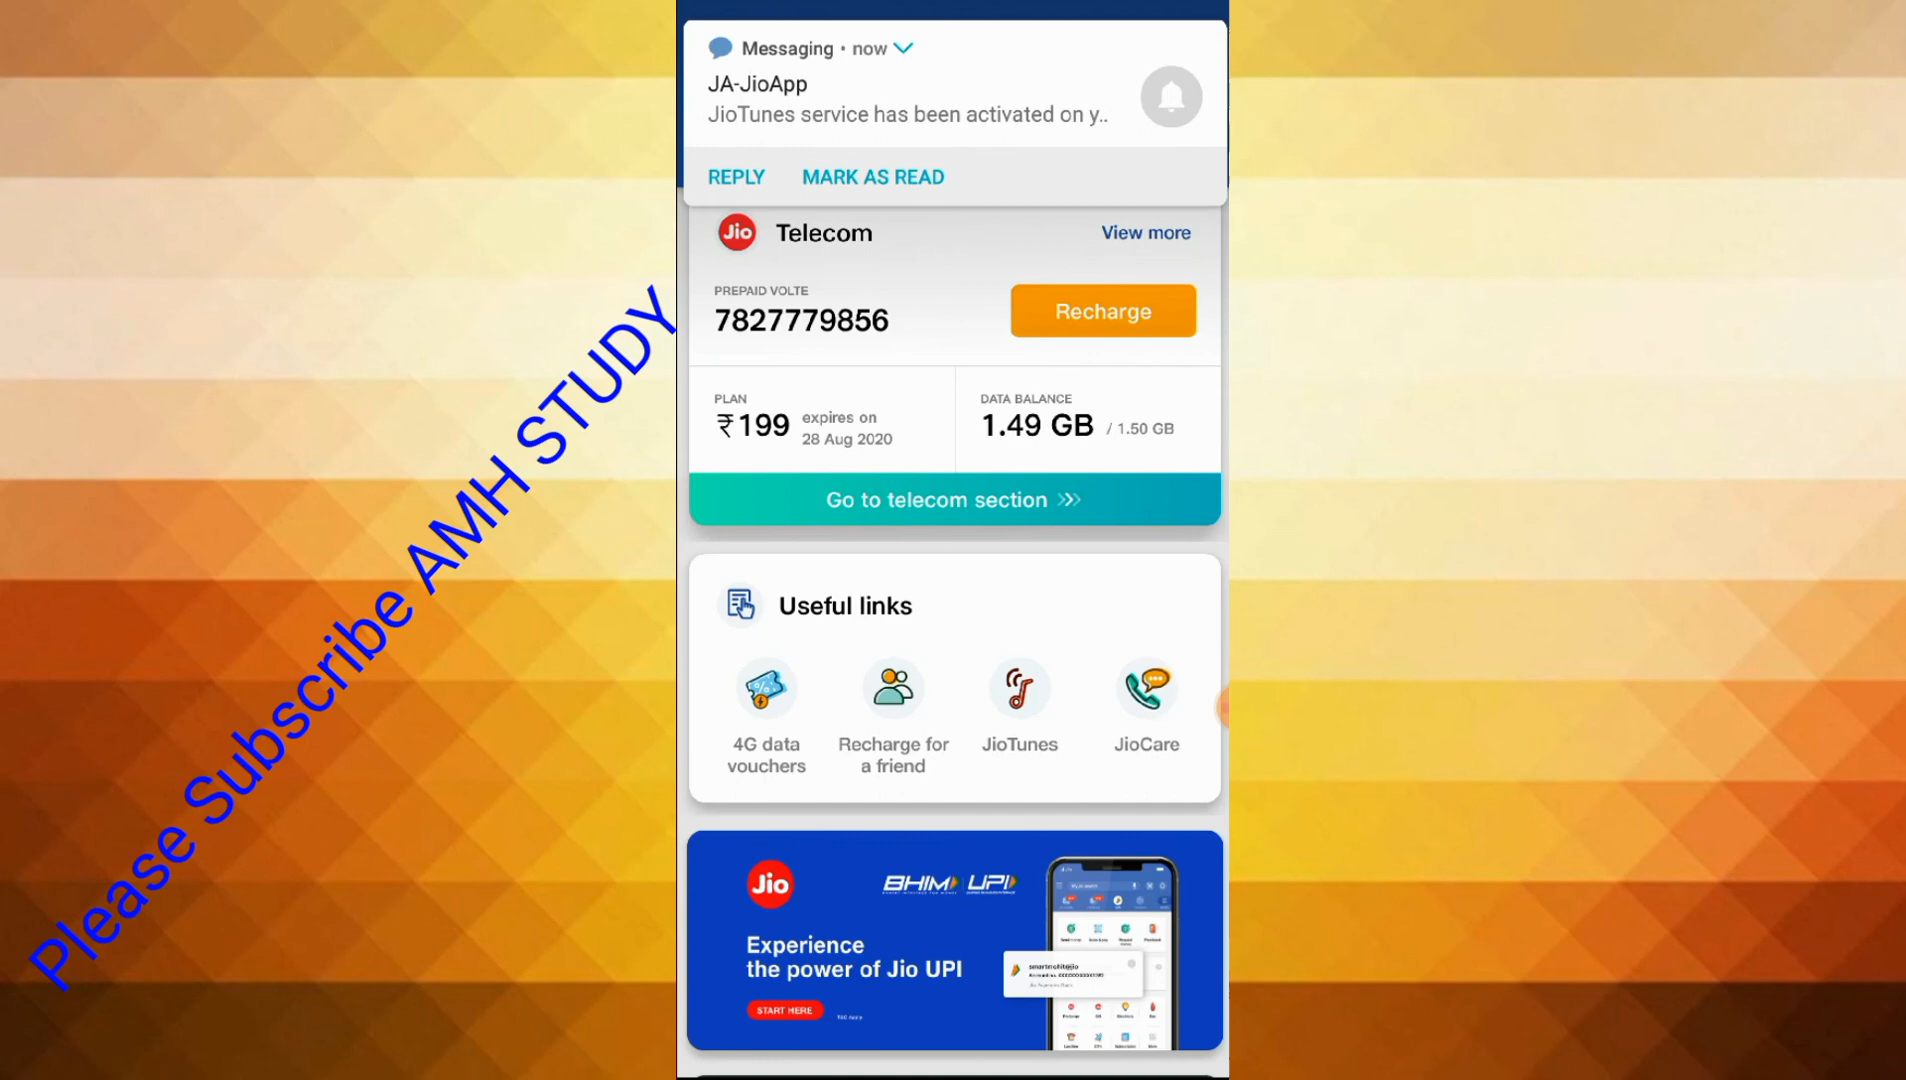 Messaging • now
JA-JioApp
JioTunes service has been activated on y..
REPLY MARK AS READ
Jio Telecom View more
PREPAID VOLTE
7827779856
Recharge
PLAN
₹199 expires on
28 Aug 2020
DATA BALANCE
1.49 GB / 1.50 GB
Go to telecom section
Please Subscribe AMH STUDY
Useful links
4G data
vouchers
Recharge for
a friend
JioTunes
JioCare
Jio
BHIM UPI
Experience
the power of Jio UPI
START HERE
smartmohit@jio